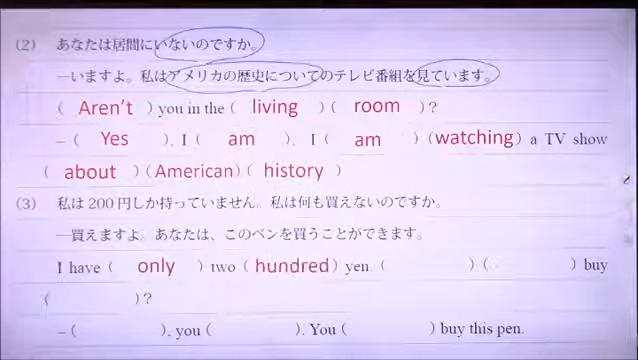 (2) あなたは居間にいないのですか。
―いますよ。私はアメリカの歴史についてのテレビ番組を見ています。
( Aren't ) you in the ( living ) ( room ) ?
– ( Yes ), I ( am ). I ( am ) (watching) a TV show
( about ) (American) ( history )
(3) 私は200円しか持っていません。私は何も買えないのですか。
―買えますよ。あなたは、このペンを買うことができます。
I have ( only ) two (hundred) yen. ( ) ( ) buy
( ) ?
– ( ), you ( ). You ( ) buy this pen.